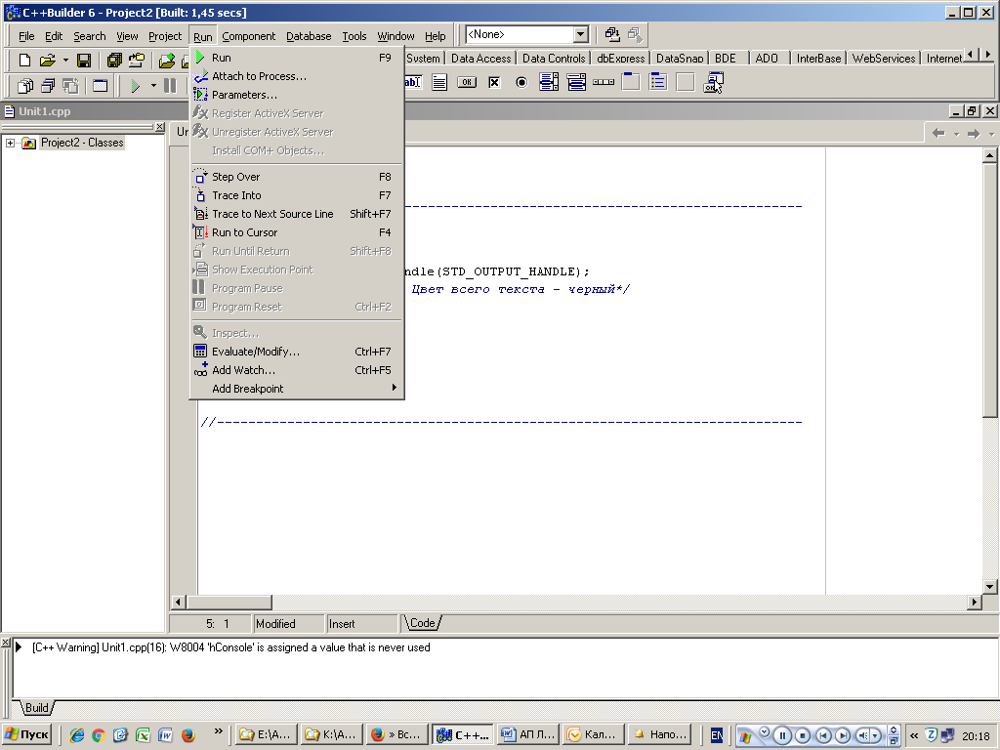 C++Builder 6 - Project2 [Built: 1,45 secs]
File Edit Search View Project Run Component Database Tools Window Help <None>
System Data Access Data Controls dbExpress DataSnap BDE ADO InterBase WebServices Internet
Run F9
Attach to Process...
Parameters...
Register ActiveX Server
Unregister ActiveX Server
Install COM+ Objects...
Step Over F8
Trace Into F7
Trace to Next Source Line Shift+F7
Run to Cursor F4
Run Until Return Shift+F8
Show Execution Point
Program Pause
Program Reset Ctrl+F2
Inspect...
Evaluate/Modify... Ctrl+F7
Add Watch... Ctrl+F5
Add Breakpoint
Unit1.cpp
Project2 - Classes
Un
---------------------------------------------------
ndle(STD_OUTPUT_HANDLE);
Цвет всего текста - черный*/
//---------------------------------------------------------------------------
5: 1 Modified Insert Code
[C++ Warning] Unit1.cpp(16): W8004 'hConsole' is assigned a value that is never used
Build
Пуск » E:\A... K:\A... » Вс... C++... АП Л... Кал... Напо... EN « 20:18